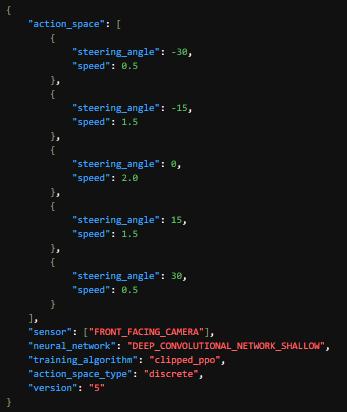 {
    "action_space": [
        {
            "steering_angle": -30,
            "speed": 0.5
        },
        {
            "steering_angle": -15,
            "speed": 1.5
        },
        {
            "steering_angle": 0,
            "speed": 2.0
        },
        {
            "steering_angle": 15,
            "speed": 1.5
        },
        {
            "steering_angle": 30,
            "speed": 0.5
        }
    ],
    "sensor": ["FRONT_FACING_CAMERA"],
    "neural_network": "DEEP_CONVOLUTIONAL_NETWORK_SHALLOW",
    "training_algorithm": "clipped_ppo",
    "action_space_type": "discrete",
    "version": "5"
}